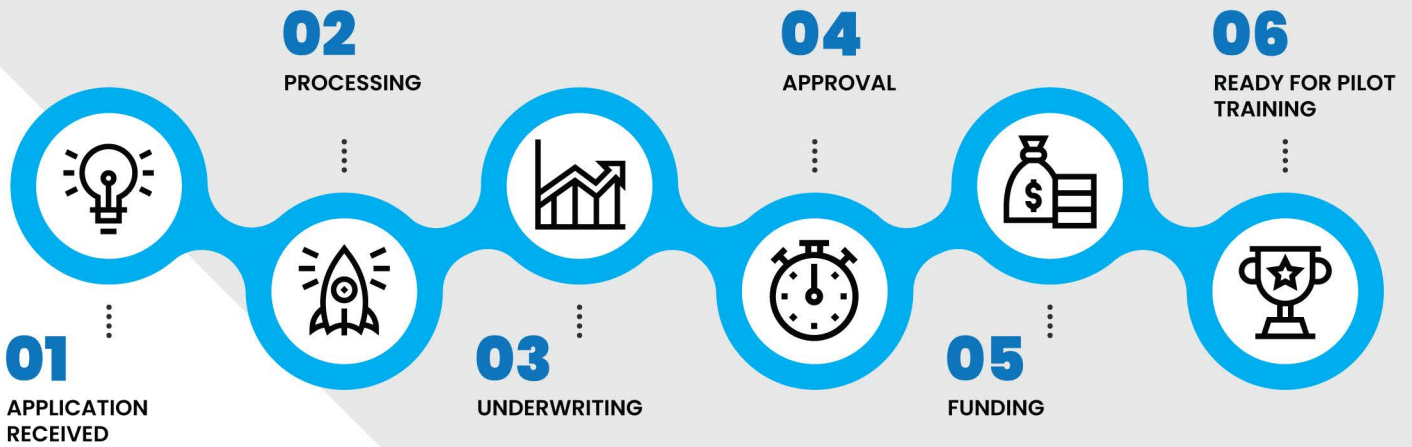 01
APPLICATION
RECEIVED
02
PROCESSING
03
UNDERWRITING
04
APPROVAL
05
FUNDING
$
06
READY FOR PILOT
TRAINING